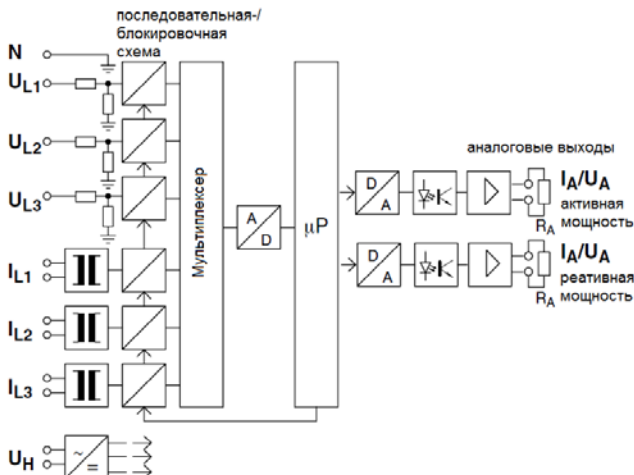 последовательная-/
блокировочная
схема
N
UL1
UL2
UL3
IL1
IL2
IL3
UH
~
=
Мультиплексер
A
D
µP
аналоговые выходы
D
A
RA
IA/UA
активная
мощность
D
A
RA
IA/UA
реативная
мощность